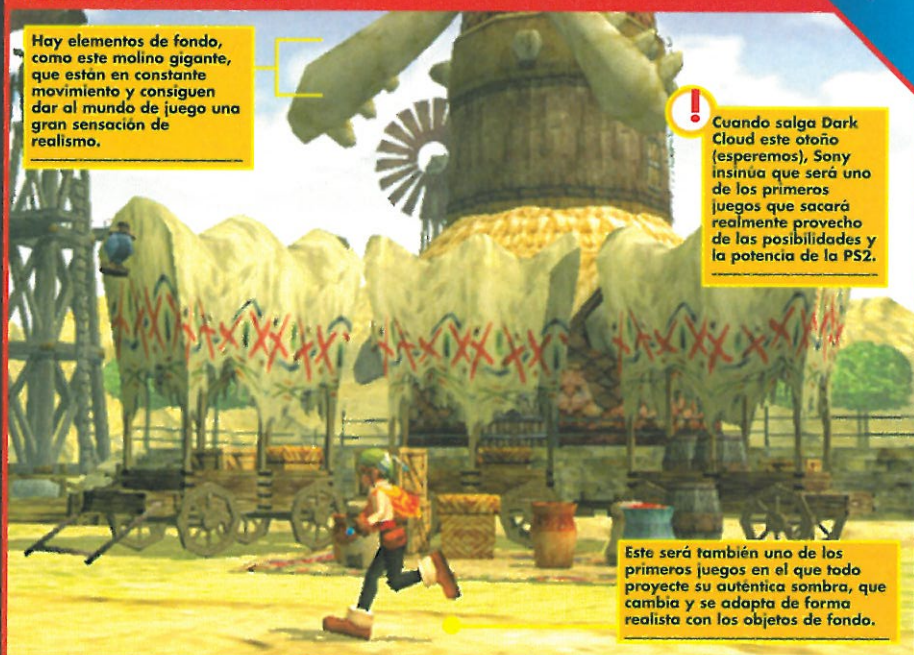 Hay elementos de fondo,
como este molino gigante,
que están en constante
movimiento y consiguen
dar al mundo de juego una
gran sensación de
realismo.
!
Cuando salga Dark
Cloud este otoño
(esperemos), Sony
insinúa que será uno
de los primeros
juegos que sacará
realmente provecho
de las posibilidades y
la potencia de la PS2.
Este será también uno de los
primeros juegos en el que todo
proyecte su auténtica sombra, que
cambia y se adapta de forma
realista con los objetos de fondo.